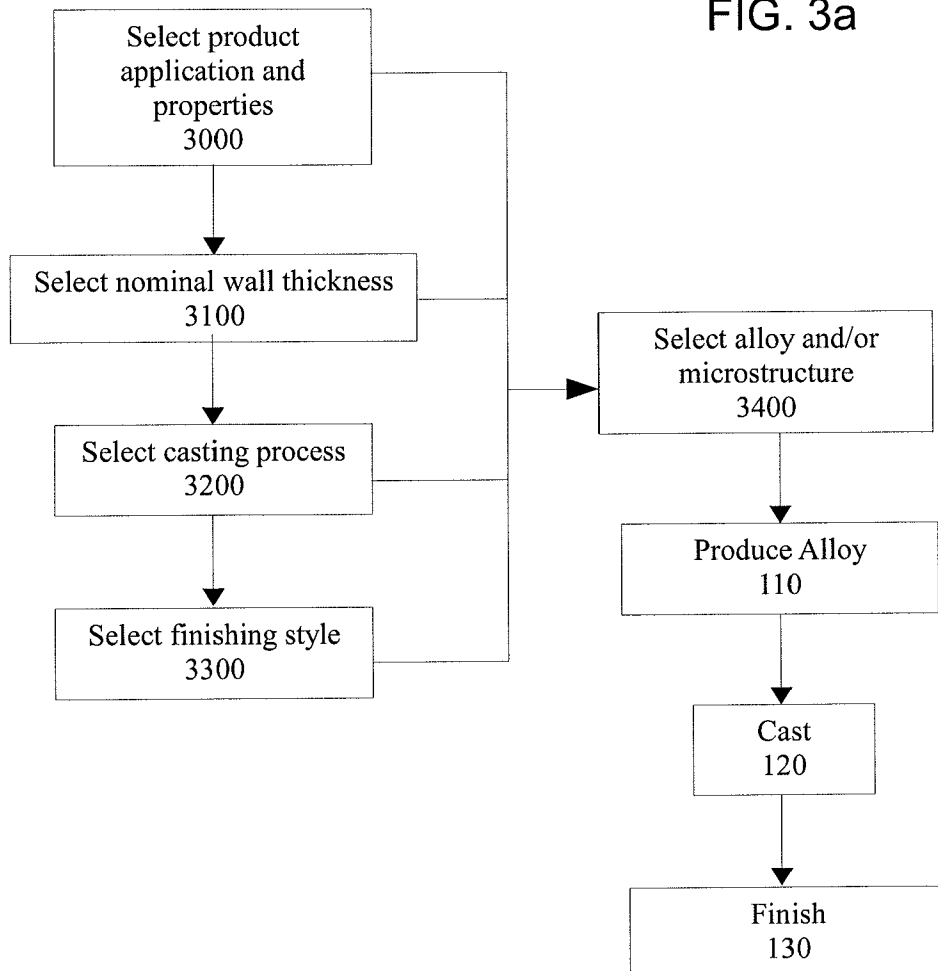 FIG. 3a
Select product
application and
properties
3000
Select nominal wall thickness
3100
Select casting process
3200
Select finishing style
3300
Select alloy and/or
microstructure
3400
Produce Alloy
110
Cast
120
Finish
130